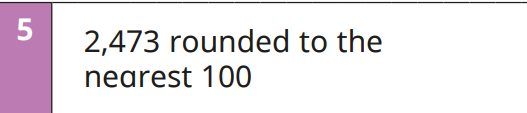 5
2,473 rounded to the
nearest 100